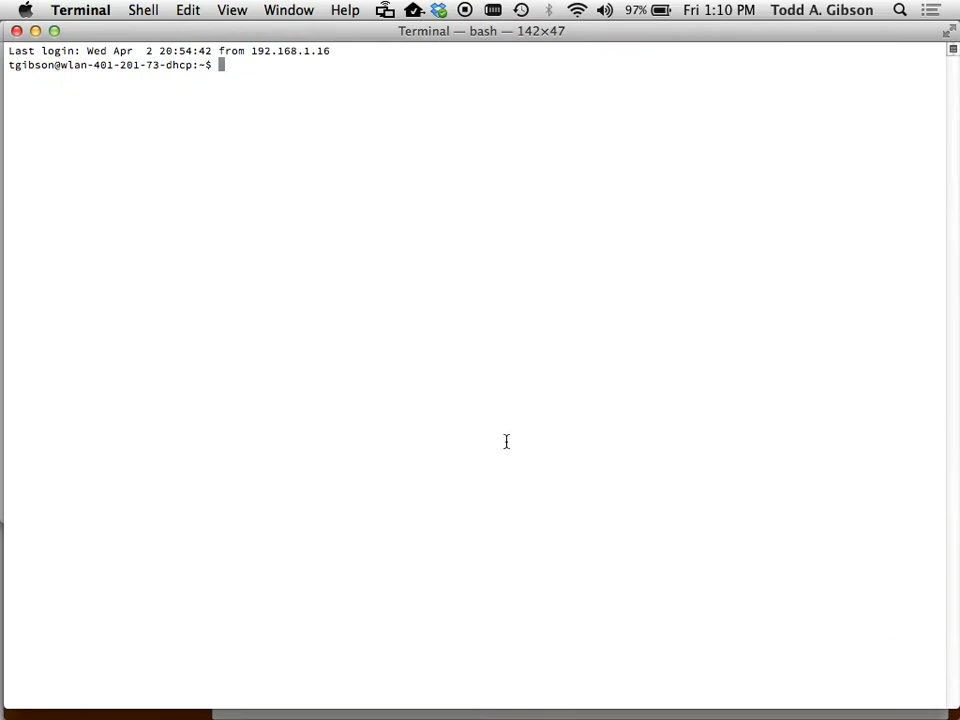 Terminal Shell Edit View Window Help 97% Fri 1:10 PM Todd A. Gibson
Terminal — bash — 142×47
Last login: Wed Apr  2 20:54:42 from 192.168.1.16
tgibson@wlan-401-201-73-dhcp:~$